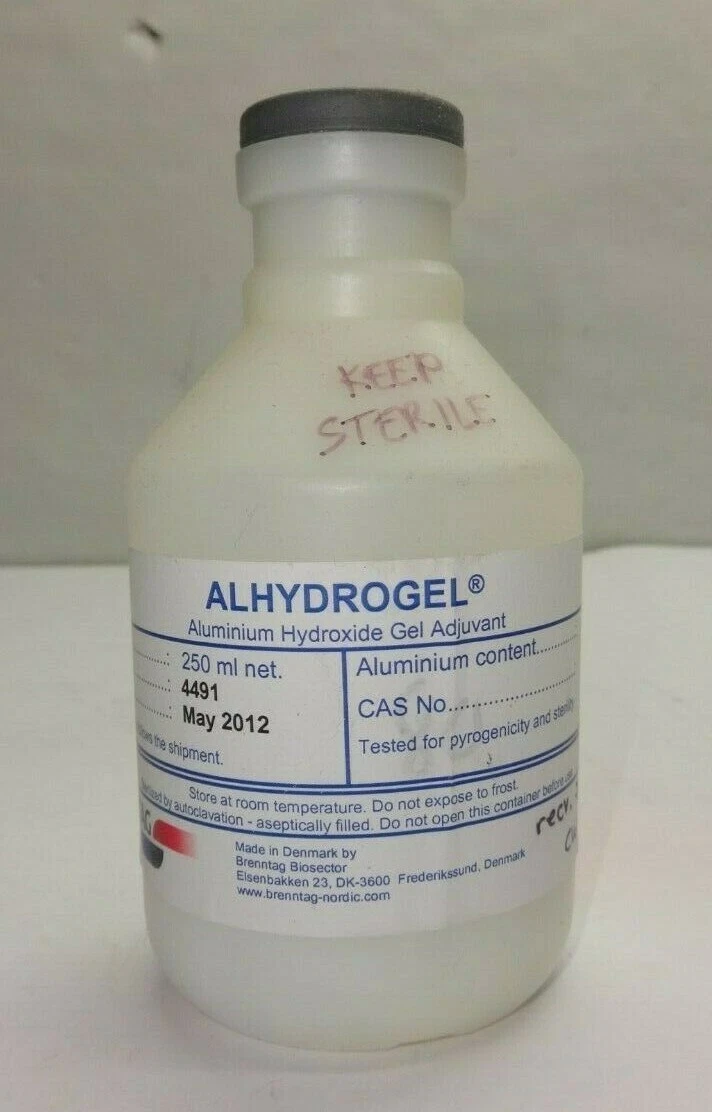 KEEP
STERILE
ALHYDROGEL®
Aluminium Hydroxide Gel Adjuvant
........: 250 ml net.
........: 4491
........: May 2012
the shipment.
Aluminium content............
CAS No........................
Tested for pyrogenicity and sterility
Store at room temperature. Do not expose to frost.
by autoclavation - aseptically filled. Do not open this container before use.
recv.
Made in Denmark by
Brenntag Biosector
Elsenbakken 23, DK-3600 Frederikssund, Denmark
www.brenntag-nordic.com